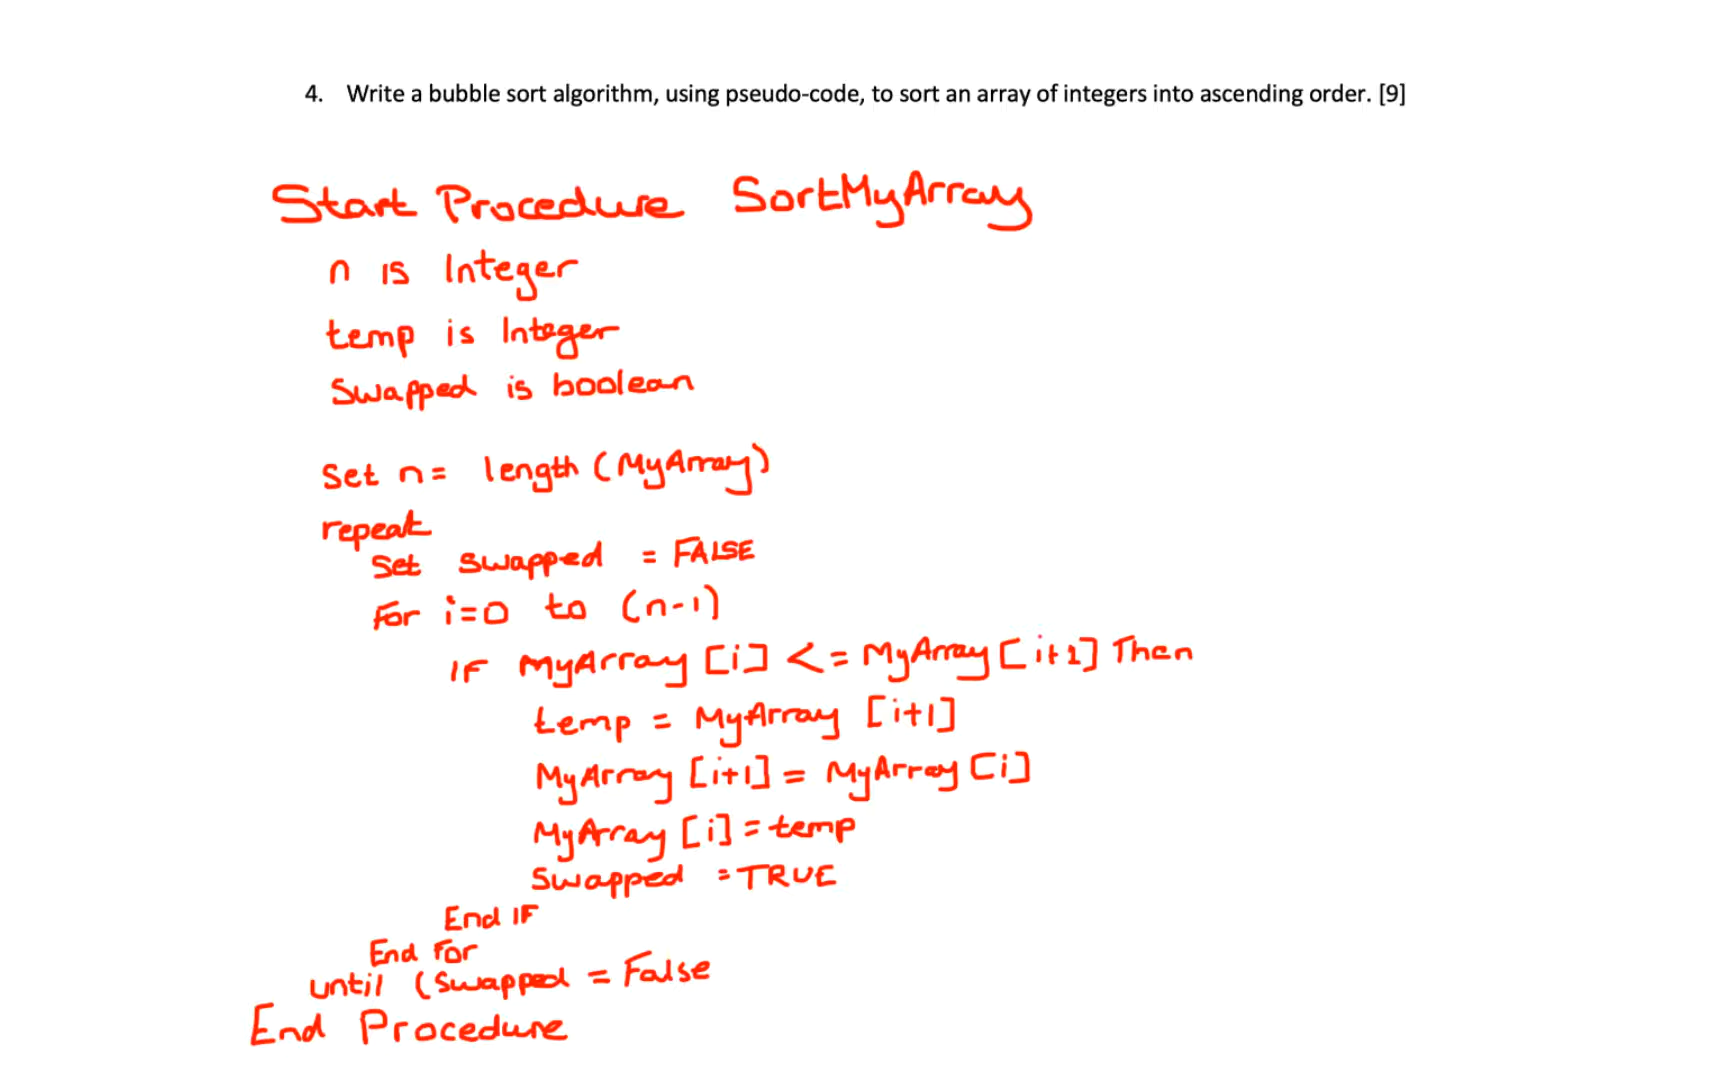 4. Write a bubble sort algorithm, using pseudo-code, to sort an array of integers into ascending order. [9]
Start Procedure SortMyArray
n is Integer
temp is Integer
Swapped is boolean
Set n = length (MyArray)
repeat
Set swapped = FALSE
For i=0 to (n-1)
IF MyArray [i] <= MyArray [i+1] Then
temp = MyArray [i+1]
MyArray [i+1] = MyArray [i]
MyArray [i] = temp
Swapped = TRUE
End IF
End For
until (Swapped = False
End Procedure